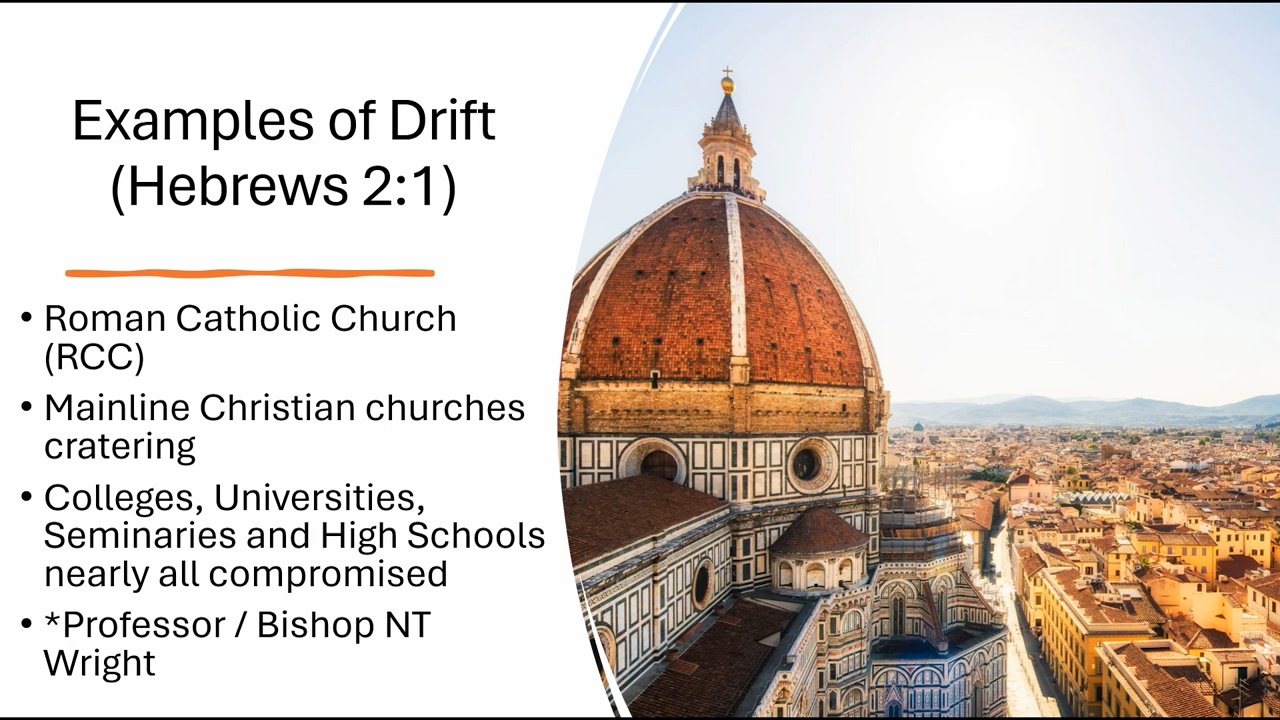 Examples of Drift
(Hebrews 2:1)
• Roman Catholic Church
(RCC)
• Mainline Christian churches
cratering
• Colleges, Universities,
Seminaries and High Schools
nearly all compromised
• *Professor / Bishop NT
Wright